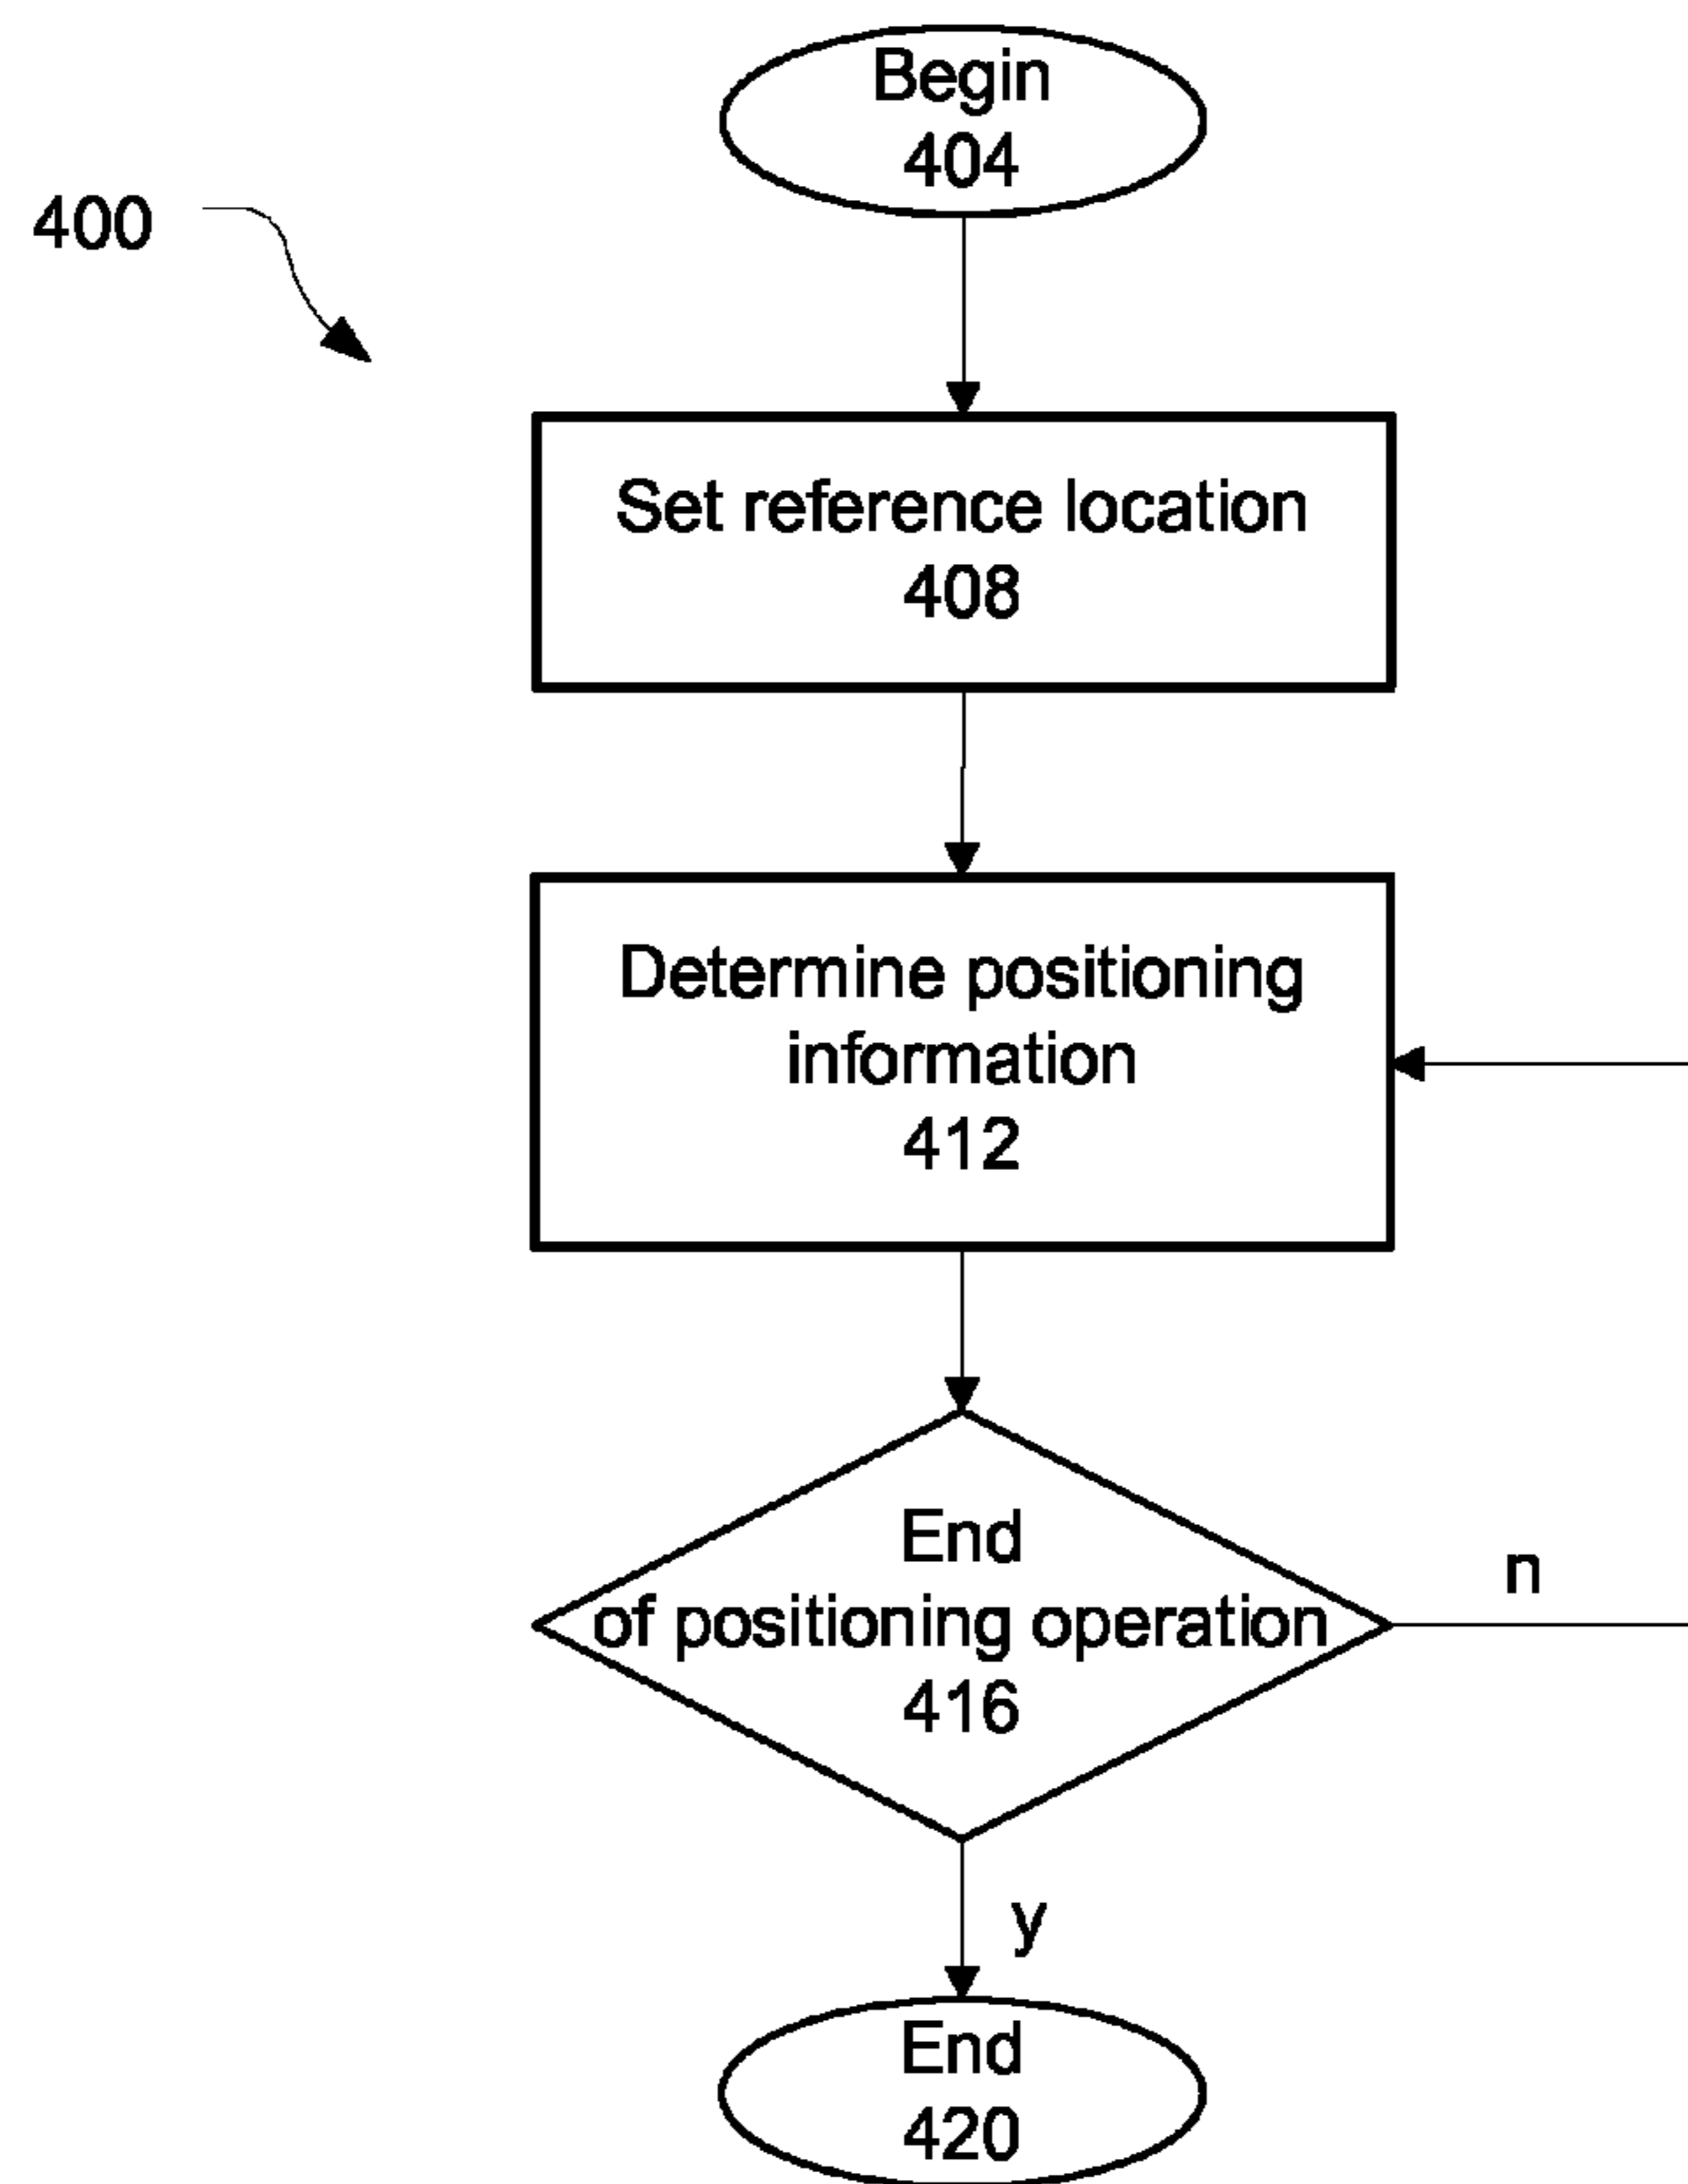 Begin
404
400
Set reference location
408
Determine positioning
information
412
End
of positioning operation
416
n
y
End
420